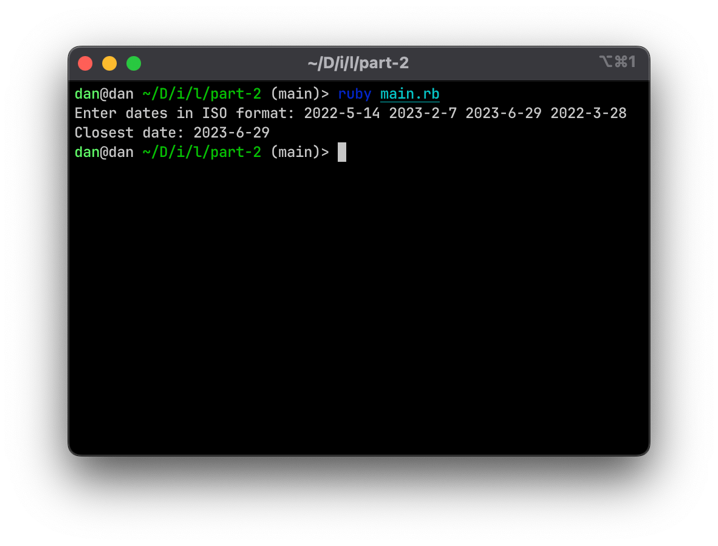 ~/D/i/l/part-2
⌥⌘1
dan@dan ~/D/i/l/part-2 (main)> ruby main.rb
Enter dates in ISO format: 2022-5-14 2023-2-7 2023-6-29 2022-3-28
Closest date: 2023-6-29
dan@dan ~/D/i/l/part-2 (main)>